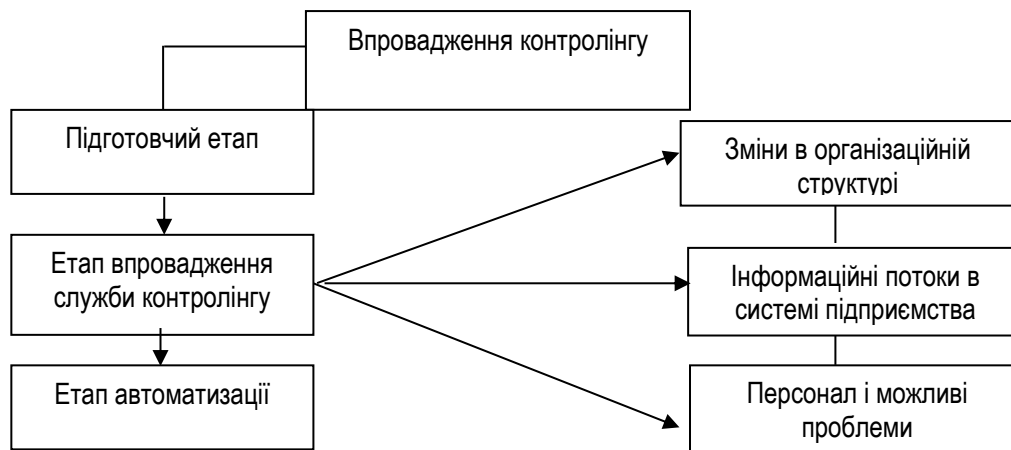 Впровадження контролінгу
Підготовчий етап
Зміни в організаційній
структурі
Етап впровадження
служби контролінгу
Інформаційні потоки в
системі підприємства
Етап автоматизації
Персонал і можливі
проблеми